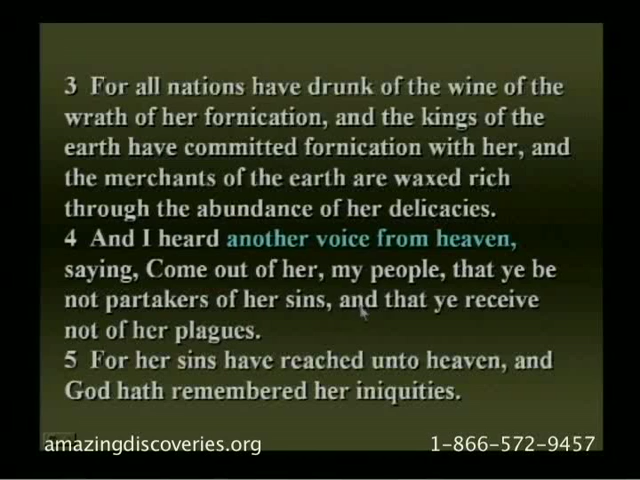 3 For all nations have drunk of the wine of the
wrath of her fornication, and the kings of the
earth have committed fornication with her, and
the merchants of the earth are waxed rich
through the abundance of her delicacies.
4 And I heard another voice from heaven,
saying, Come out of her, my people, that ye be
not partakers of her sins, and that ye receive
not of her plagues.
5 For her sins have reached unto heaven, and
God hath remembered her iniquities.
amazingdiscoveries.org 1-866-572-9457